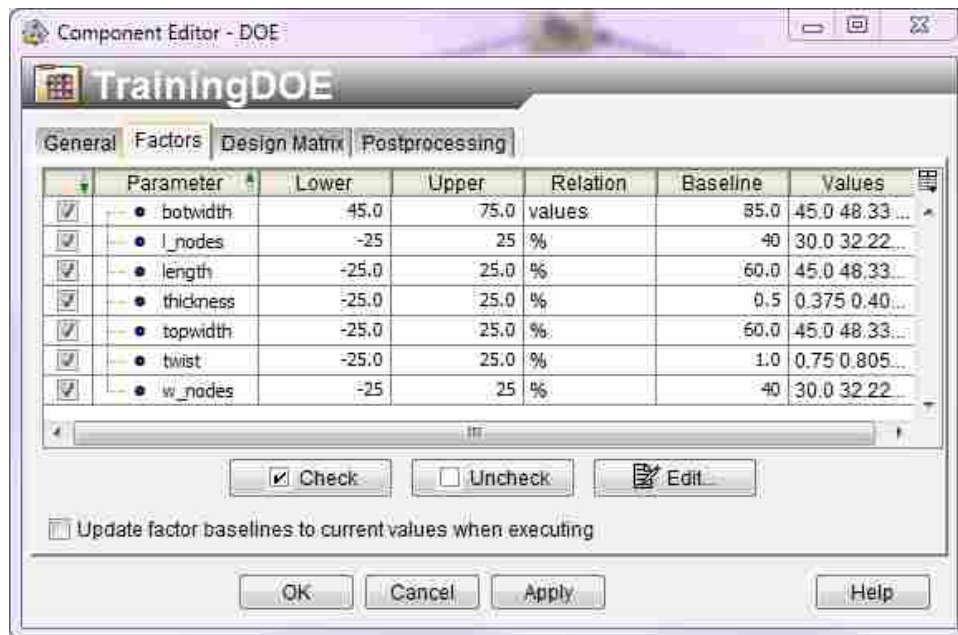 Component Editor - DOE
TrainingDOE
General Factors Design Matrix Postprocessing
Parameter Lower Upper Relation Baseline Values
botwidth 45.0 75.0 values 85.0 45.0 48.33 ...
l_nodes -25 25 % 40 30.0 32.22...
length -25.0 25.0 % 60.0 45.0 48.33...
thickness -25.0 25.0 % 0.5 0.375 0.40...
topwidth -25.0 25.0 % 60.0 45.0 48.33...
twist -25.0 25.0 % 1.0 0.75 0.805...
w_nodes -25 25 % 40 30.0 32.22...
Check Uncheck Edit...
Update factor baselines to current values when executing
OK Cancel Apply Help